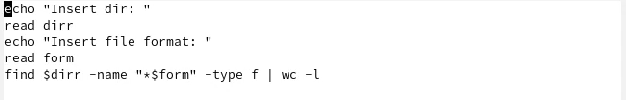 echo "Insert dir: "
read dirr
echo "Insert file format: "
read form
find $dirr -name "*$form" -type f | wc -l